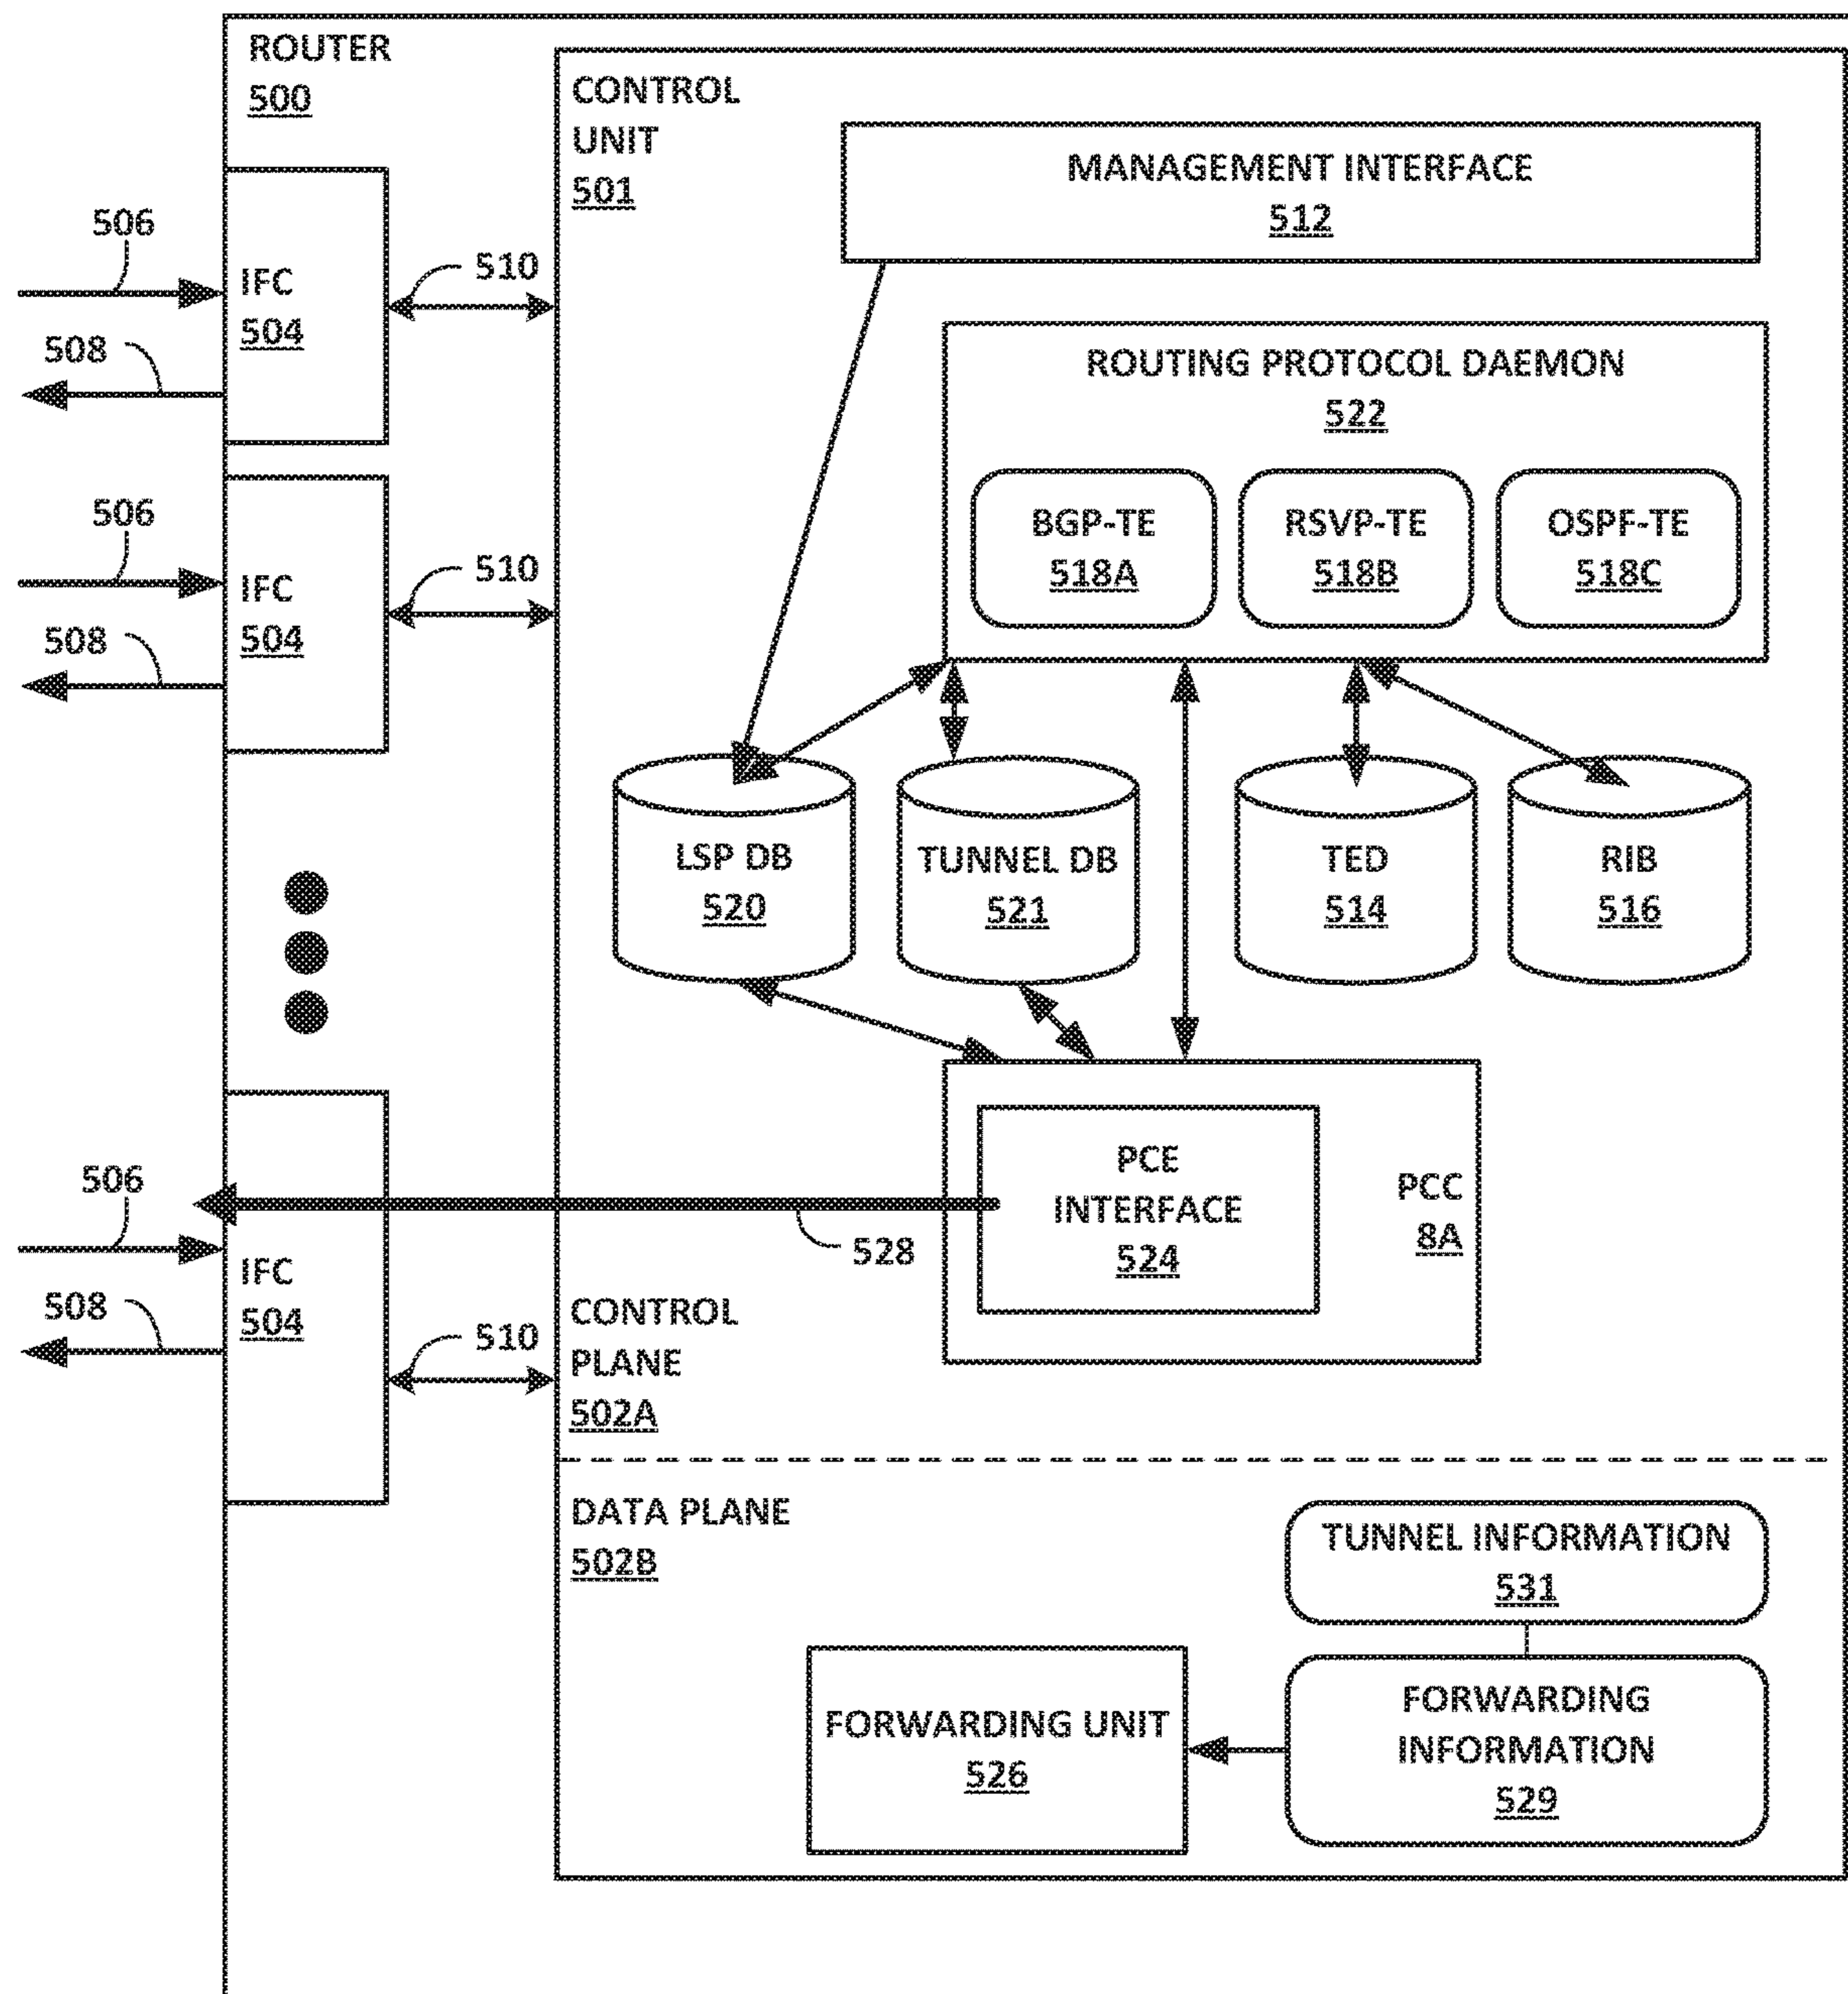 ROUTER
500
CONTROL
UNIT
501
MANAGEMENT INTERFACE
512
506
IFC
504
510
508
ROUTING PROTOCOL DAEMON
522
BGP-TE
518A
RSVP-TE
518B
OSPF-TE
518C
506
IFC
504
510
508
LSP DB
520
TUNNEL DB
521
TED
514
RIB
516
506
IFC
504
508
510
528
PCE
INTERFACE
524
PCC
8A
CONTROL
PLANE
502A
DATA PLANE
502B
TUNNEL INFORMATION
531
FORWARDING UNIT
526
FORWARDING
INFORMATION
529